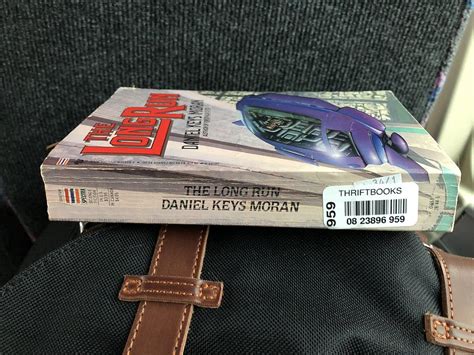 THE
LONG RUN
DANIEL KEYS MORAN
THE LONG RUN
DANIEL KEYS MORAN
THRIFTBOOKS
959
08 23896 959